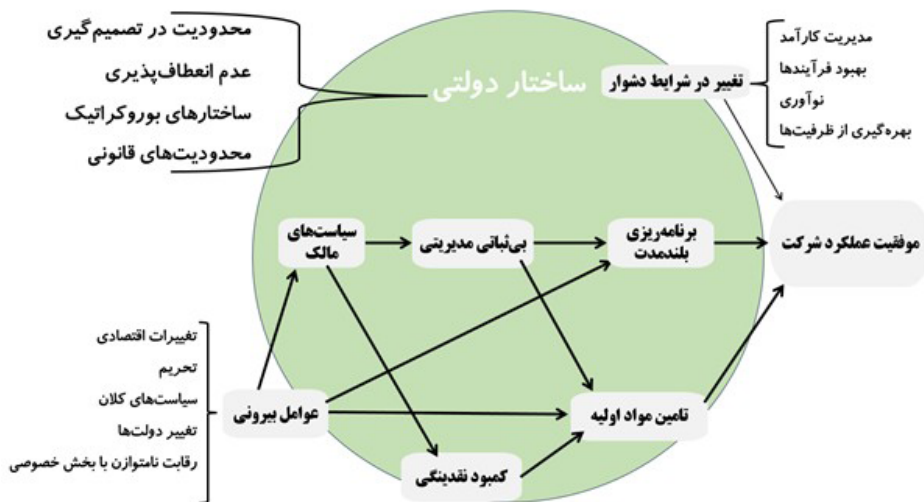 محدودیت در تصمیم‌گیری
عدم انعطاف‌پذیری
ساختارهای بوروکراتیک
محدودیت‌های قانونی
ساختار دولتی
تغییر در شرایط دشوار
مدیریت کارآمد
بهبود فرآیندها
نوآوری
بهره‌گیری از ظرفیت‌ها
موفقیت عملکرد شرکت
برنامه‌ریزی
بلندمدت
بی‌ثباتی مدیریتی
سیاست‌های
مالک
تامین مواد اولیه
کمبود نقدینگی
عوامل بیرونی
تغییرات اقتصادی
تحریم
سیاست‌های کلان
تغییر دولت‌ها
رقابت نامتوازن با بخش خصوصی